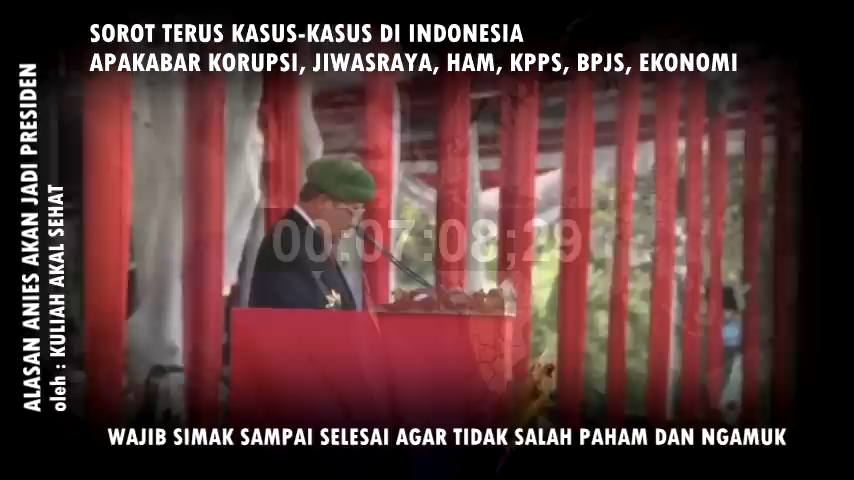 SOROT TERUS KASUS-KASUS DI INDONESIA
APAKABAR KORUPSI, JIWASRAYA, HAM, KPPS, BPJS, EKONOMI
ALASAN ANIES AKAN JADI PRESIDEN
oleh : KULIAH AKAL SEHAT
00:07:08;29
WAJIB SIMAK SAMPAI SELESAI AGAR TIDAK SALAH PAHAM DAN NGAMUK